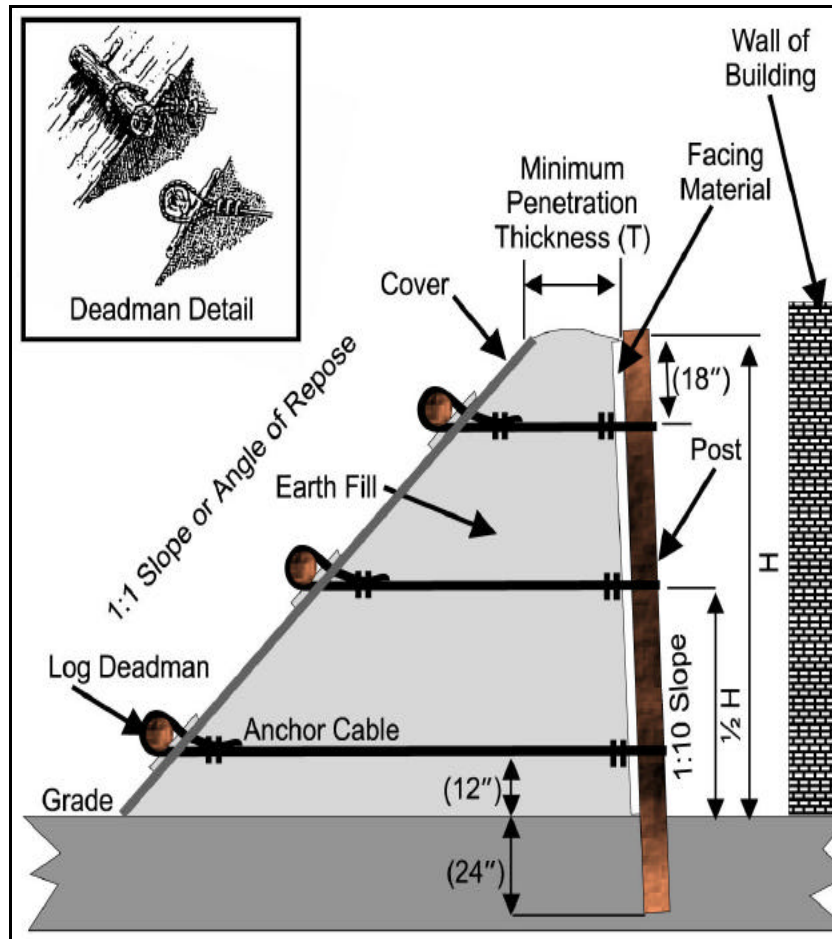 Deadman Detail
Wall of
Building
Minimum
Penetration
Thickness (T)
Facing
Material
Cover
1:1 Slope or Angle of Repose
(18″)
Earth Fill
Post
H
Log Deadman
Anchor Cable
1:10 Slope
½ H
Grade
(12″)
(24″)